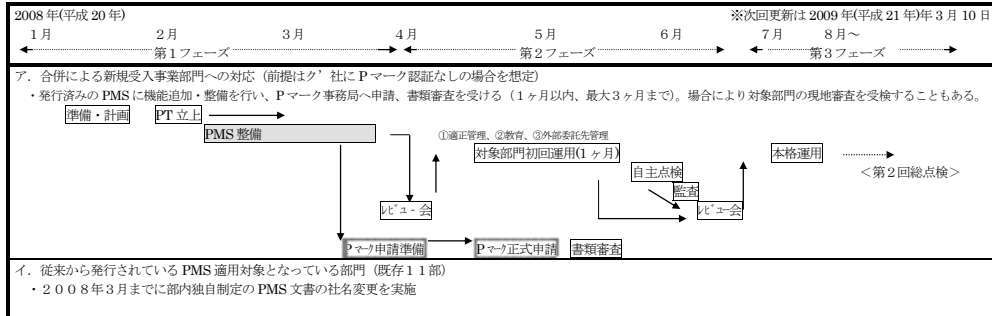 2008年(平成20年) ※次回更新は2009年(平成21年)年3月10日
1月 2月 3月 4月 5月 6月 7月 8月～
第1フェーズ 第2フェーズ 第3フェーズ
ア．合併による新規受入事業部門への対応（前提はク’社にPマーク認証なしの場合を想定）
・発行済みのPMSに機能追加・整備を行い、Pマーク事務局へ申請、書類審査を受ける（1ヶ月以内、最大3ヶ月まで）。場合により対象部門の現地審査を受検することもある。
準備・計画 PT立上
PMS整備 ①適正管理、②教育、③外部委託先管理
対象部門初回運用(1ヶ月) 本格運用
自主点検 ＜第2回総点検＞
監査
ﾚﾋﾞｭｰ会 ﾚﾋﾞｭｰ会
Pﾏｰｸ申請準備 Pﾏｰｸ正式申請 書類審査
イ．従来から発行されているPMS適用対象となっている部門（既存11部）
・2008年3月までに部内独自制定のPMS文書の社名変更を実施